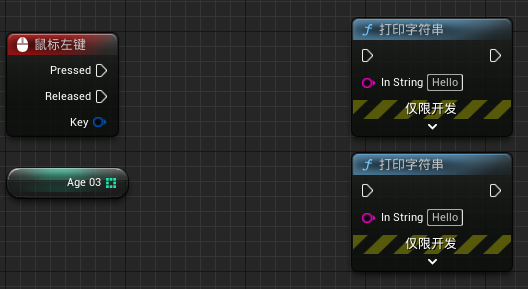 鼠标左键
Pressed
Released
Key
Age 03
打印字符串
In String Hello
仅限开发
打印字符串
In String Hello
仅限开发